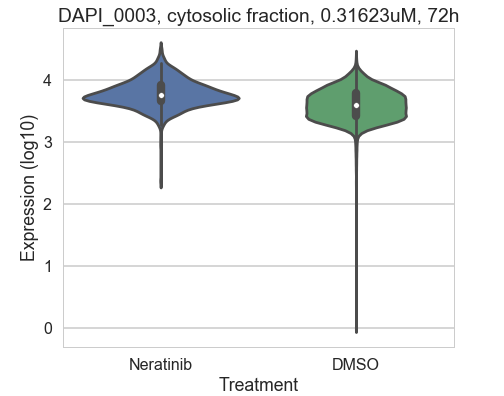 DAPI_0003, cytosolic fraction, 0.31623uM, 72h
Expression (log10)
4
3
2
1
0
Neratinib DMSO
Treatment